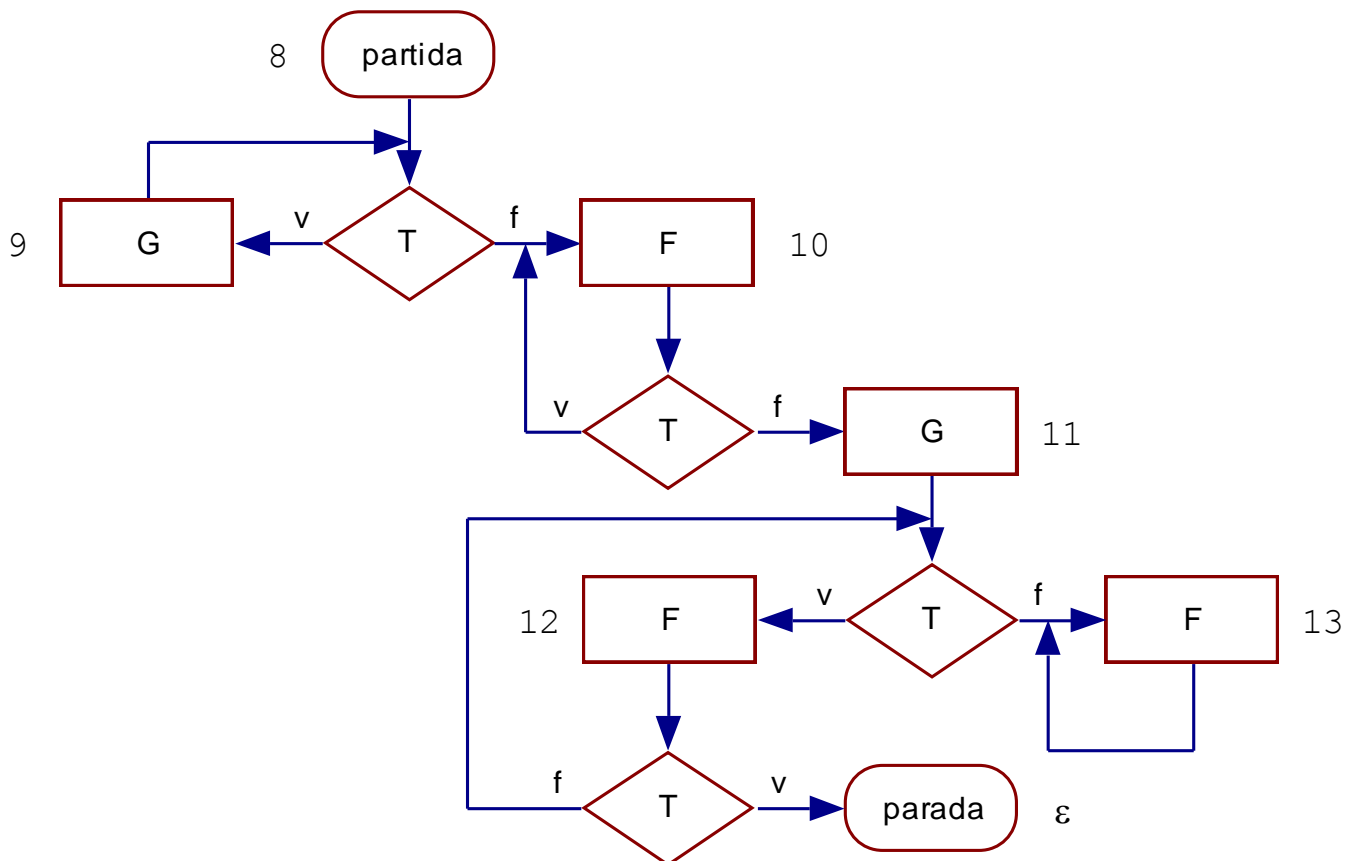 8 partida
v f
9 G T F 10
v f
T G 11
v f
12 F T F 13
f v
T parada ε